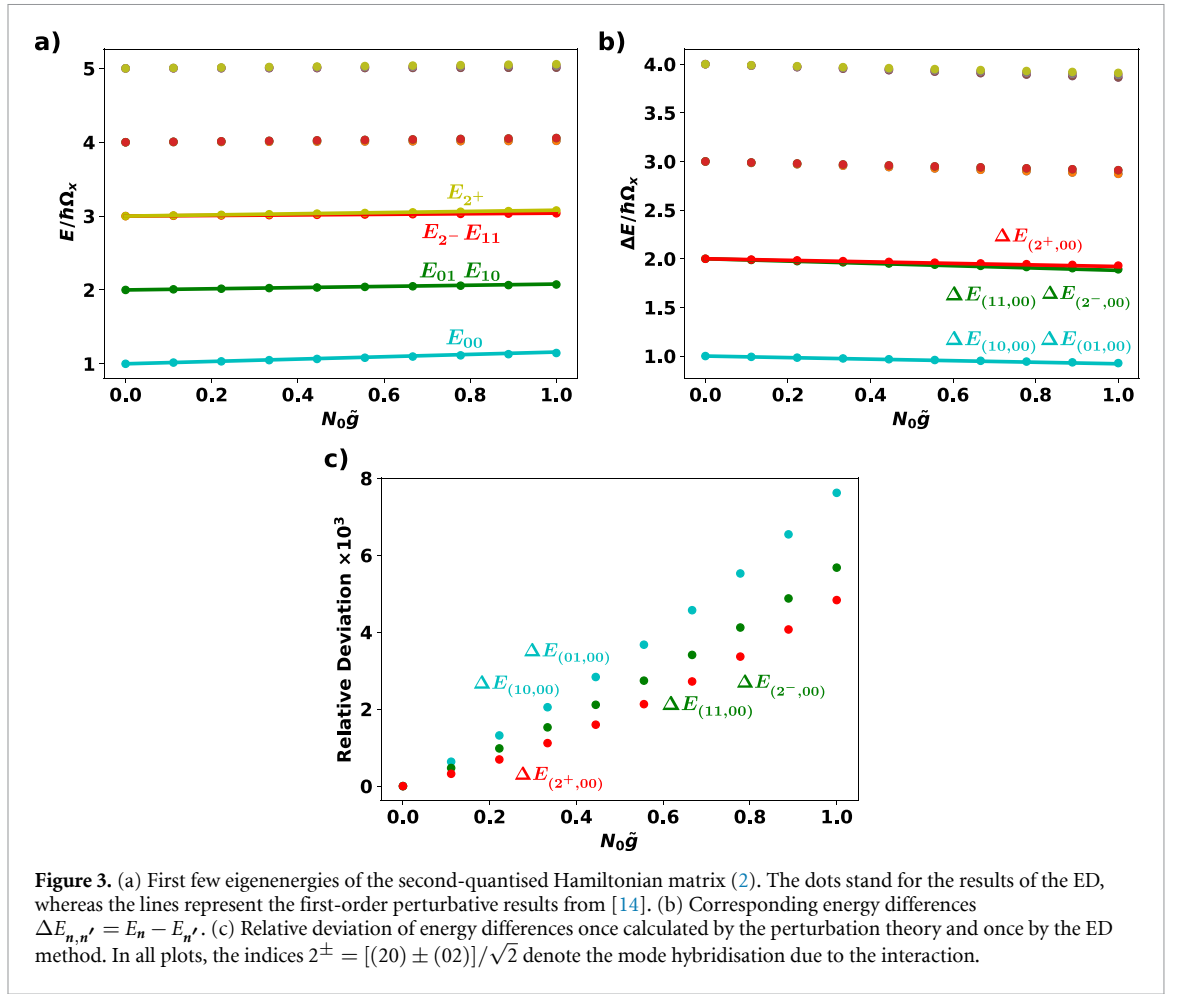 a)
5
4
3
2
1
E/ħΩₓ
E₂⁺
E₂⁻ E₁₁
E₀₁ E₁₀
E₀₀
0.0 0.2 0.4 0.6 0.8 1.0
N₀g̃
b)
4.0
3.5
3.0
2.5
2.0
1.5
1.0
ΔE/ħΩₓ
ΔE₍₂⁺,₀₀₎
ΔE₍₁₁,₀₀₎ ΔE₍₂⁻,₀₀₎
ΔE₍₁₀,₀₀₎ ΔE₍₀₁,₀₀₎
0.0 0.2 0.4 0.6 0.8 1.0
N₀g̃
c)
8
6
4
2
0
Relative Deviation ×10³
ΔE₍₀₁,₀₀₎
ΔE₍₁₀,₀₀₎
ΔE₍₂⁻,₀₀₎
ΔE₍₁₁,₀₀₎
ΔE₍₂⁺,₀₀₎
0.0 0.2 0.4 0.6 0.8 1.0
N₀g̃
Figure 3. (a) First few eigenenergies of the second-quantised Hamiltonian matrix (2). The dots stand for the results of the ED,
whereas the lines represent the first-order perturbative results from [14]. (b) Corresponding energy differences
ΔEₙ,ₙ′ = Eₙ − Eₙ′. (c) Relative deviation of energy differences once calculated by the perturbation theory and once by the ED
method. In all plots, the indices 2± = [(20) ± (02)]/√2 denote the mode hybridisation due to the interaction.